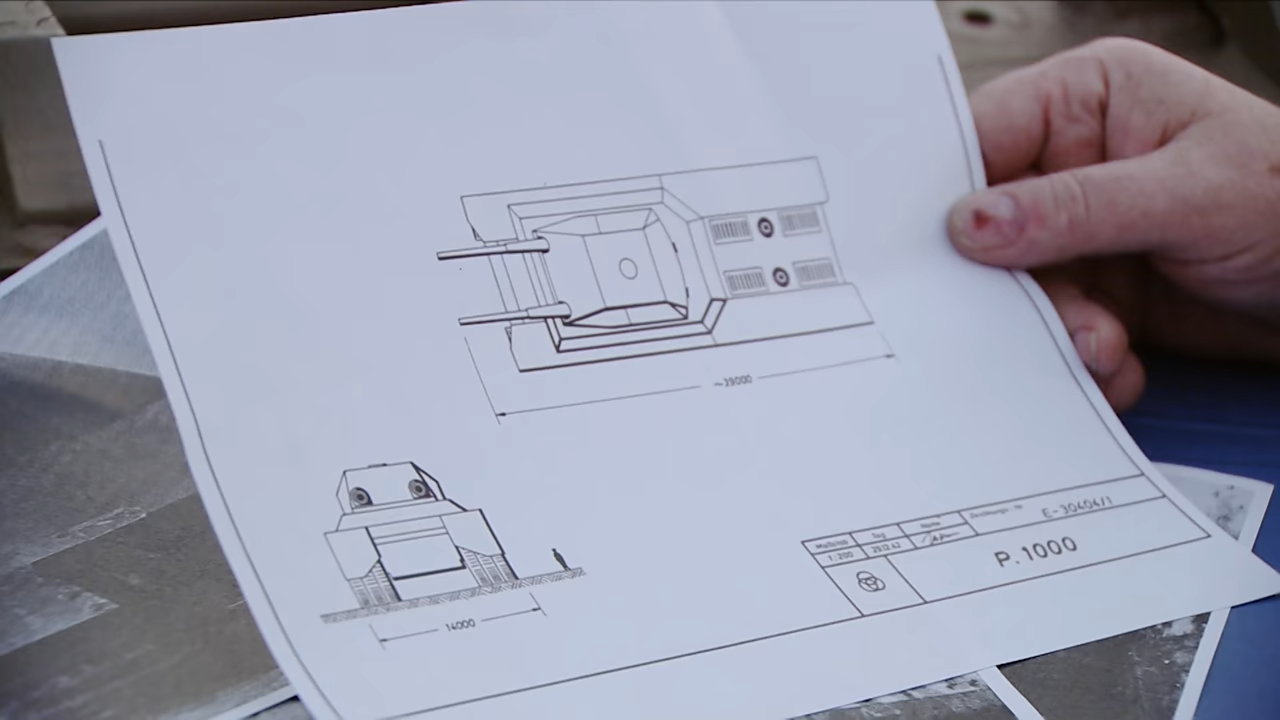 ~39000
14000
Maßstab Tag Name Zeichnungs-Nr.
1:200 29.12.42 E-30404/1
P.1000